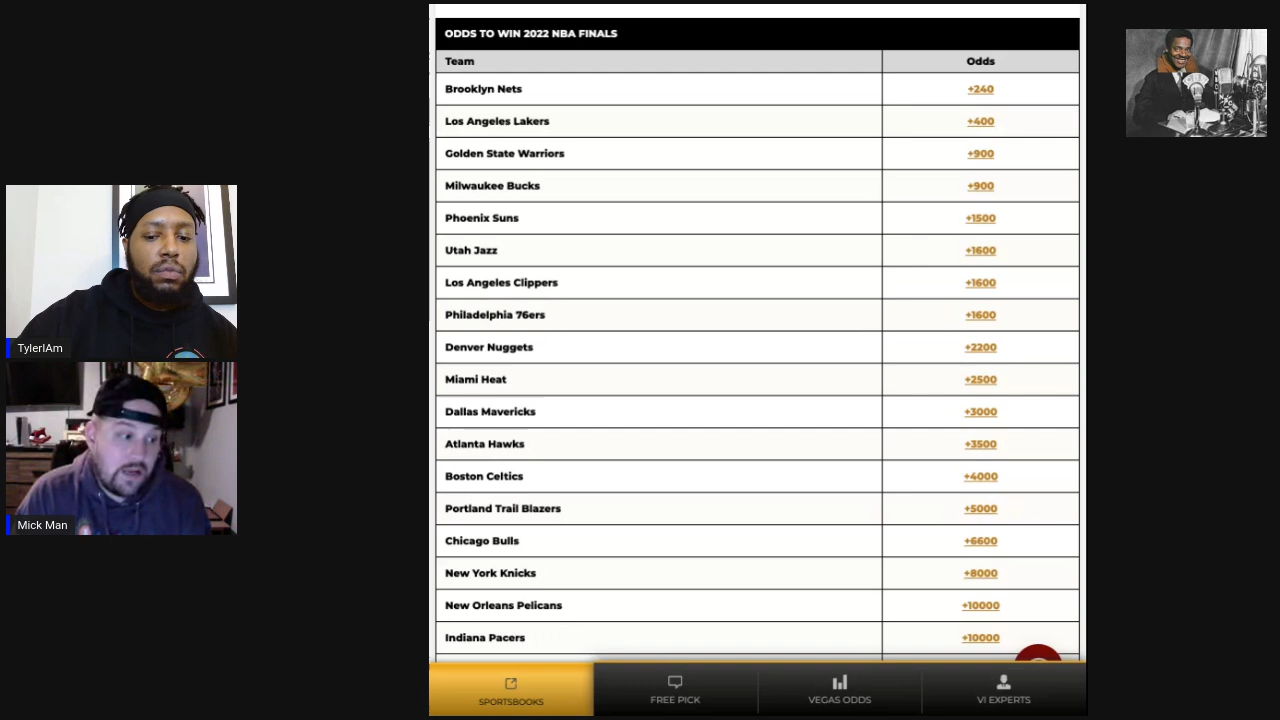 ODDS TO WIN 2022 NBA FINALS
Team Odds
Brooklyn Nets +240
Los Angeles Lakers +400
Golden State Warriors +900
Milwaukee Bucks +900
Phoenix Suns +1500
Utah Jazz +1600
Los Angeles Clippers +1600
Philadelphia 76ers +1600
Denver Nuggets +2200
Miami Heat +2500
Dallas Mavericks +3000
Atlanta Hawks +3500
Boston Celtics +4000
Portland Trail Blazers +5000
Chicago Bulls +6600
New York Knicks +8000
New Orleans Pelicans +10000
Indiana Pacers +10000
SPORTSBOOKS FREE PICK VEGAS ODDS VI EXPERTS
TylerIAm
Mick Man